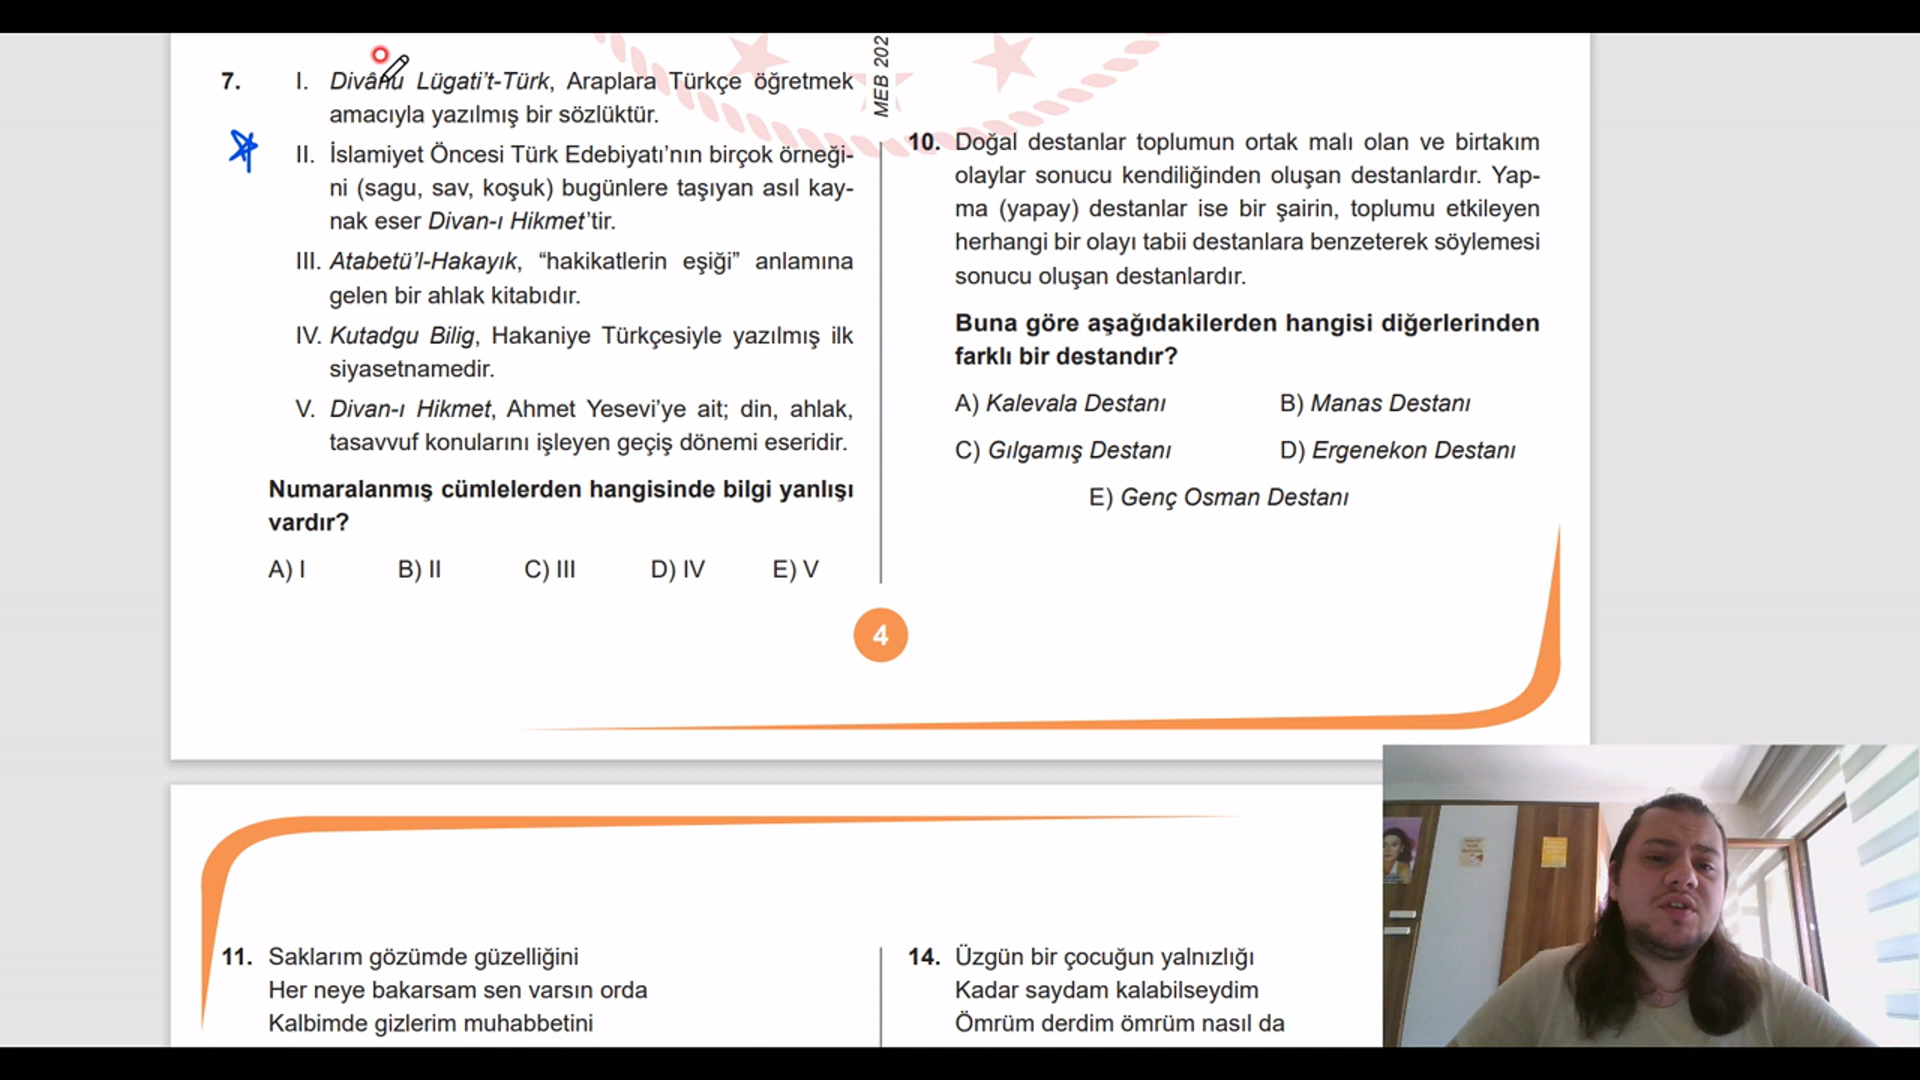 7. I. Divânu Lügati’t-Türk, Araplara Türkçe öğretmek
amacıyla yazılmış bir sözlüktür.
II. İslamiyet Öncesi Türk Edebiyatı’nın birçok örneği-
ni (sagu, sav, koşuk) bugünlere taşıyan asıl kay-
nak eser Divan-ı Hikmet’tir.
III. Atabetü’l-Hakayık, “hakikatlerin eşiği” anlamına
gelen bir ahlak kitabıdır.
IV. Kutadgu Bilig, Hakaniye Türkçesiyle yazılmış ilk
siyasetnamedir.
V. Divan-ı Hikmet, Ahmet Yesevi’ye ait; din, ahlak,
tasavvuf konularını işleyen geçiş dönemi eseridir.
Numaralanmış cümlelerden hangisinde bilgi yanlışı
vardır?
A) I B) II C) III D) IV E) V
MEB 202
10. Doğal destanlar toplumun ortak malı olan ve birtakım
olaylar sonucu kendiliğinden oluşan destanlardır. Yap-
ma (yapay) destanlar ise bir şairin, toplumu etkileyen
herhangi bir olayı tabii destanlara benzeterek söylemesi
sonucu oluşan destanlardır.
Buna göre aşağıdakilerden hangisi diğerlerinden
farklı bir destandır?
A) Kalevala Destanı B) Manas Destanı
C) Gılgamış Destanı D) Ergenekon Destanı
E) Genç Osman Destanı
4
11. Saklarım gözümde güzelliğini
Her neye bakarsam sen varsın orda
Kalbimde gizlerim muhabbetini
14. Üzgün bir çocuğun yalnızlığı
Kadar saydam kalabilseydim
Ömrüm derdim ömrüm nasıl da